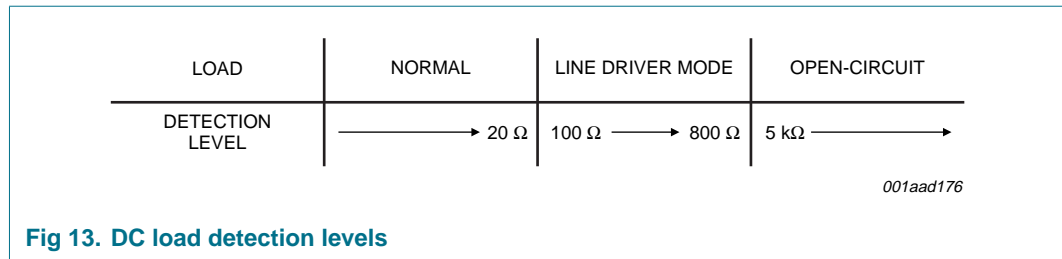 LOAD NORMAL LINE DRIVER MODE OPEN-CIRCUIT
DETECTION
LEVEL
20 Ω 100 Ω 800 Ω 5 kΩ
001aad176
Fig 13. DC load detection levels